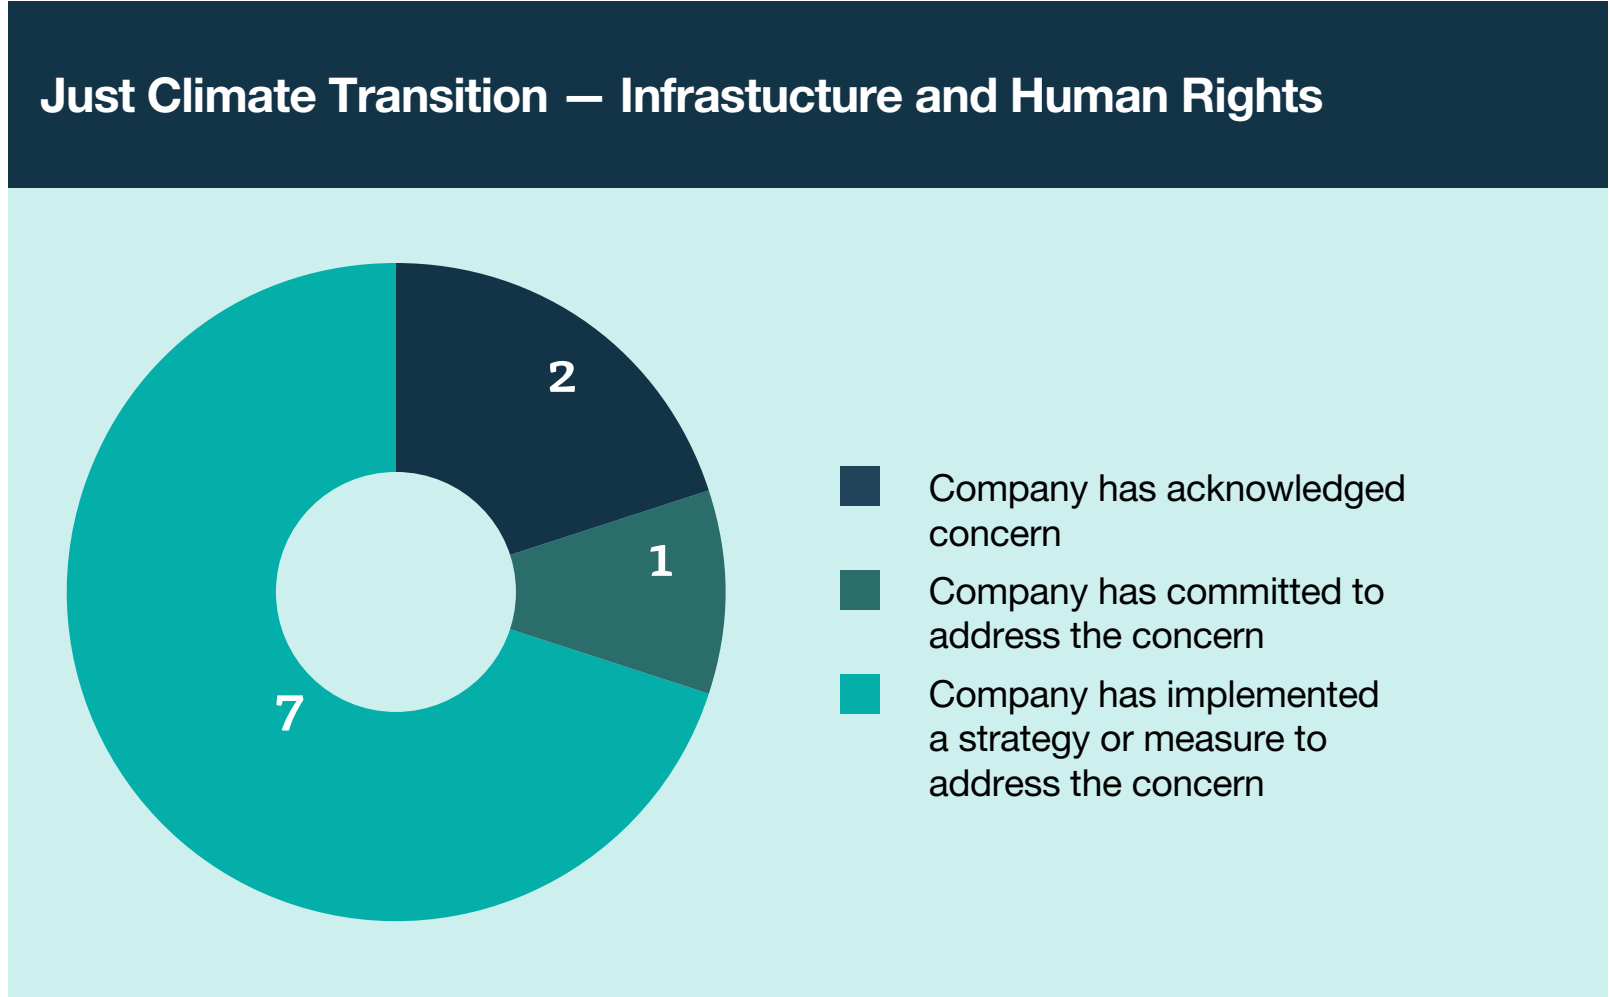 Just Climate Transition — Infrastucture and Human Rights
2
1
7
Company has acknowledged
concern
Company has committed to
address the concern
Company has implemented
a strategy or measure to
address the concern